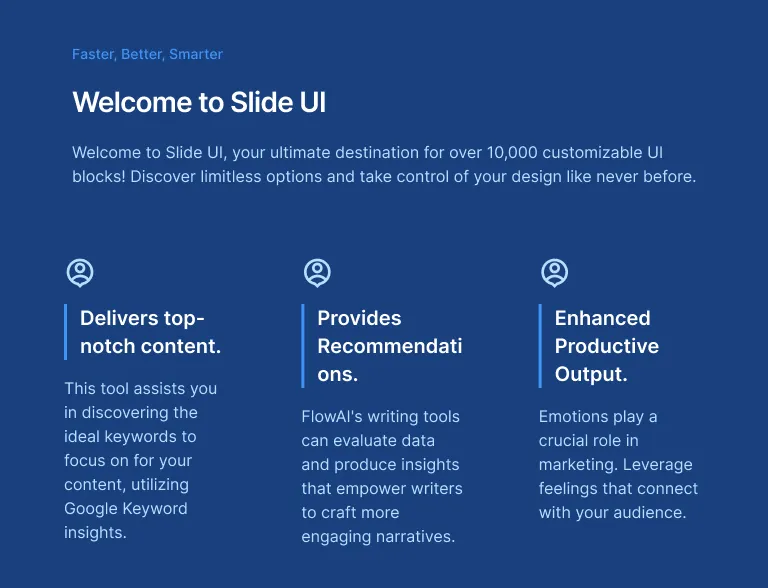 Faster, Better, Smarter
Welcome to Slide UI
Welcome to Slide UI, your ultimate destination for over 10,000 customizable UI
blocks! Discover limitless options and take control of your design like never before.
Delivers top-
notch content.
This tool assists you
in discovering the
ideal keywords to
focus on for your
content, utilizing
Google Keyword
insights.
Provides
Recommendati
ons.
FlowAI's writing tools
can evaluate data
and produce insights
that empower writers
to craft more
engaging narratives.
Enhanced
Productive
Output.
Emotions play a
crucial role in
marketing. Leverage
feelings that connect
with your audience.